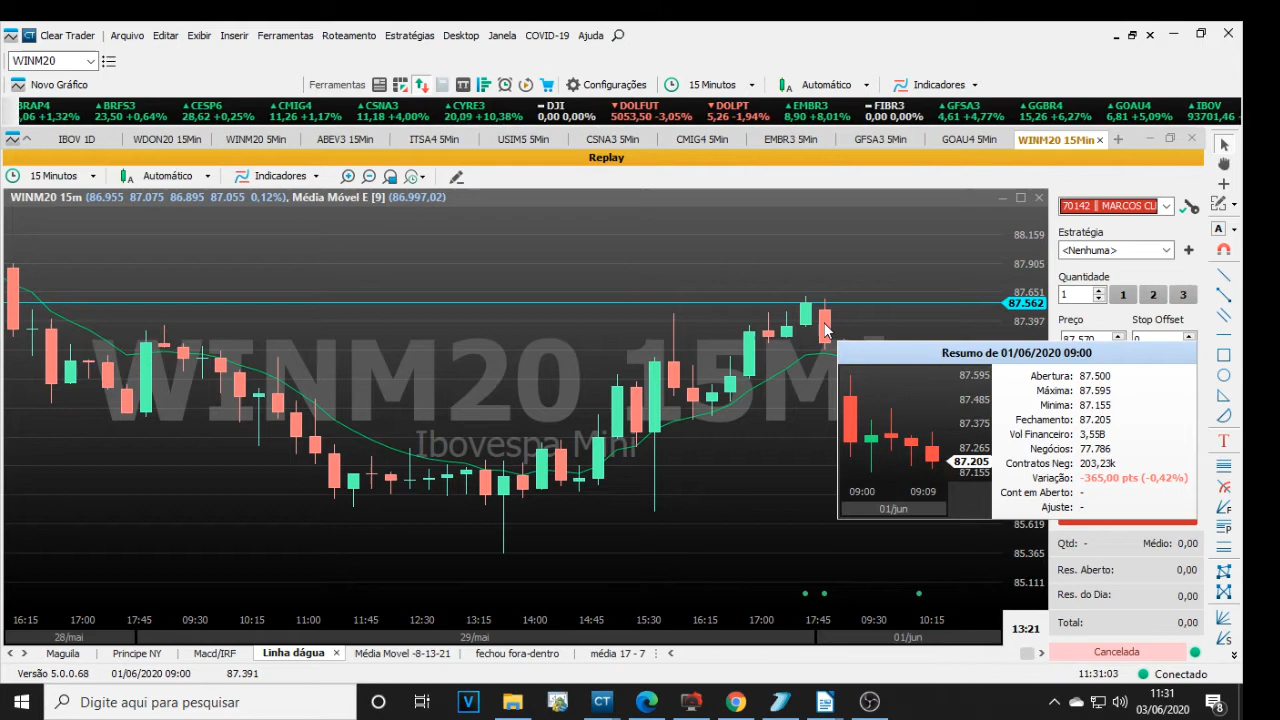 Clear Trader Arquivo Editar Exibir Inserir Ferramentas Roteamento Estratégias Desktop Janela COVID-19 Ajuda
WINM20
Novo Gráfico Ferramentas Configurações 15 Minutos Automático Indicadores
BRAP4 BRFS3 CESP6 CMIG4 CSNA3 CYRE3 DJI DOLFUT DOLPT EMBR3 FIBR3 GFSA3 GGBR4 GOAU4 IBOV
,06 +1,32% 23,50 +0,64% 28,62 +0,25% 11,26 +1,17% 11,18 +4,00% 20,09 +10,38% 0,00 0,00% 5053,50 -3,05% 5,26 -1,94% 8,90 +8,01% 0,00 0,00% 4,61 +4,77% 15,26 +6,27% 6,81 +5,09% 93701,46
IBOV 1D WDON20 15Min WINM20 5Min ABEV3 15Min ITSA4 5Min USIM5 5Min CSNA3 5Min CMIG4 5Min EMBR3 5Min GFSA3 5Min GOAU4 5Min WINM20 15Min
Replay
15 Minutos Automático Indicadores
WINM20 15m (86.955 87.075 86.895 87.055 0,12%), Média Móvel E [9] (86.997,02)
70142 || MARCOS CL
Estratégia
<Nenhuma>
Quantidade
1 1 2 3
Preço Stop Offset
87.570 0
88.159
87.905
87.651
87.562
87.397
85.619
85.365
85.111
WINM20 15Mi
Ibovespa Mini
Resumo de 01/06/2020 09:00
87.595
87.485
87.375
87.265
87.205
87.155
09:00 09:09
01/jun
Abertura: 87.500
Máxima: 87.595
Minima: 87.155
Fechamento: 87.205
Vol Financeiro: 3,55B
Negócios: 77.786
Contratos Neg: 203,23k
Variação: -365,00 pts (-0,42%)
Cont em Aberto: -
Ajuste: -
Qtd: - Médio: 0,00
Res. Aberto: 0,00
Res. do Dia: 0,00
Total: 0,00
Cancelada
16:15 17:00 17:45 09:30 10:15 11:00 11:45 12:30 13:15 14:00 14:45 15:30 16:15 17:00 17:45 09:30 10:15
28/mai 29/mai 01/jun
13:21
Maguila Principe NY Macd/IFR Linha dágua Média Movel -8-13-21 fechou fora-dentro média 17 - 7
Versão 5.0.0.68 01/06/2020 09:00 87.391 11:31:03 Conectado
Digite aqui para pesquisar
11:31
03/06/2020
8